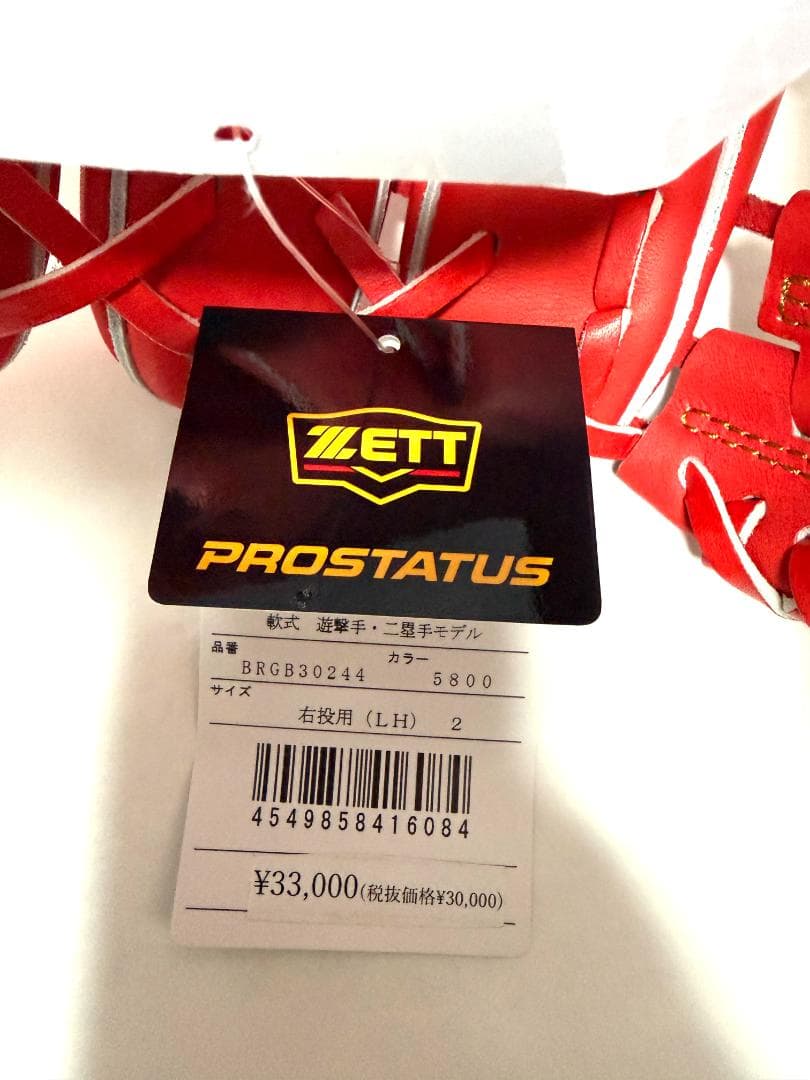 ZETT
PROSTATUS
軟式 遊撃手・二塁手モデル
品番 BRGB30244 カラー 5800
サイズ
右投用（LH） 2
4549858416084
¥33,000(税抜価格¥30,000)